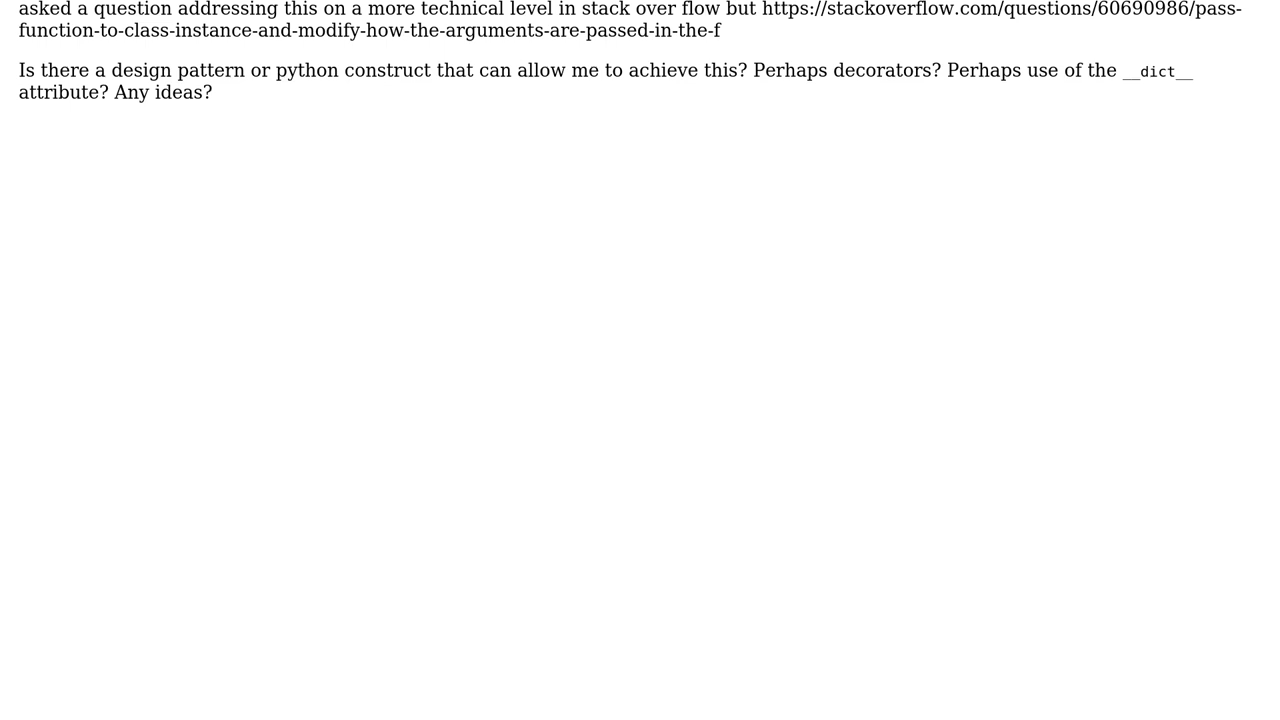 asked a question addressing this on a more technical level in stack over flow but https://stackoverflow.com/questions/60690986/pass-
function-to-class-instance-and-modify-how-the-arguments-are-passed-in-the-f
Is there a design pattern or python construct that can allow me to achieve this? Perhaps decorators? Perhaps use of the __dict__
attribute? Any ideas?